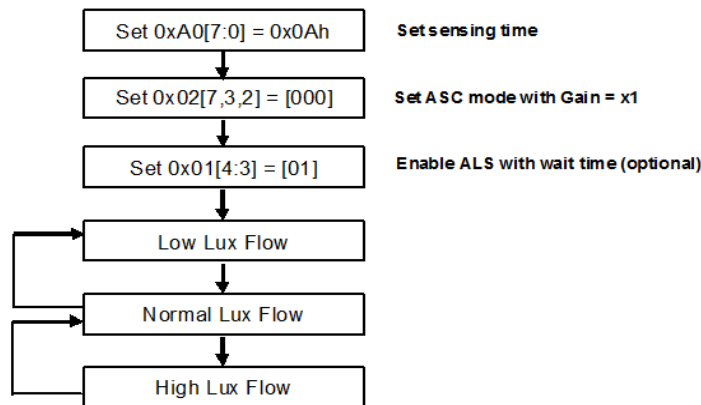 Set 0xA0[7:0] = 0x0Ah
Set sensing time
Set 0x02[7,3,2] = [000]
Set ASC mode with Gain = x1
Set 0x01[4:3] = [01]
Enable ALS with wait time (optional)
Low Lux Flow
Normal Lux Flow
High Lux Flow